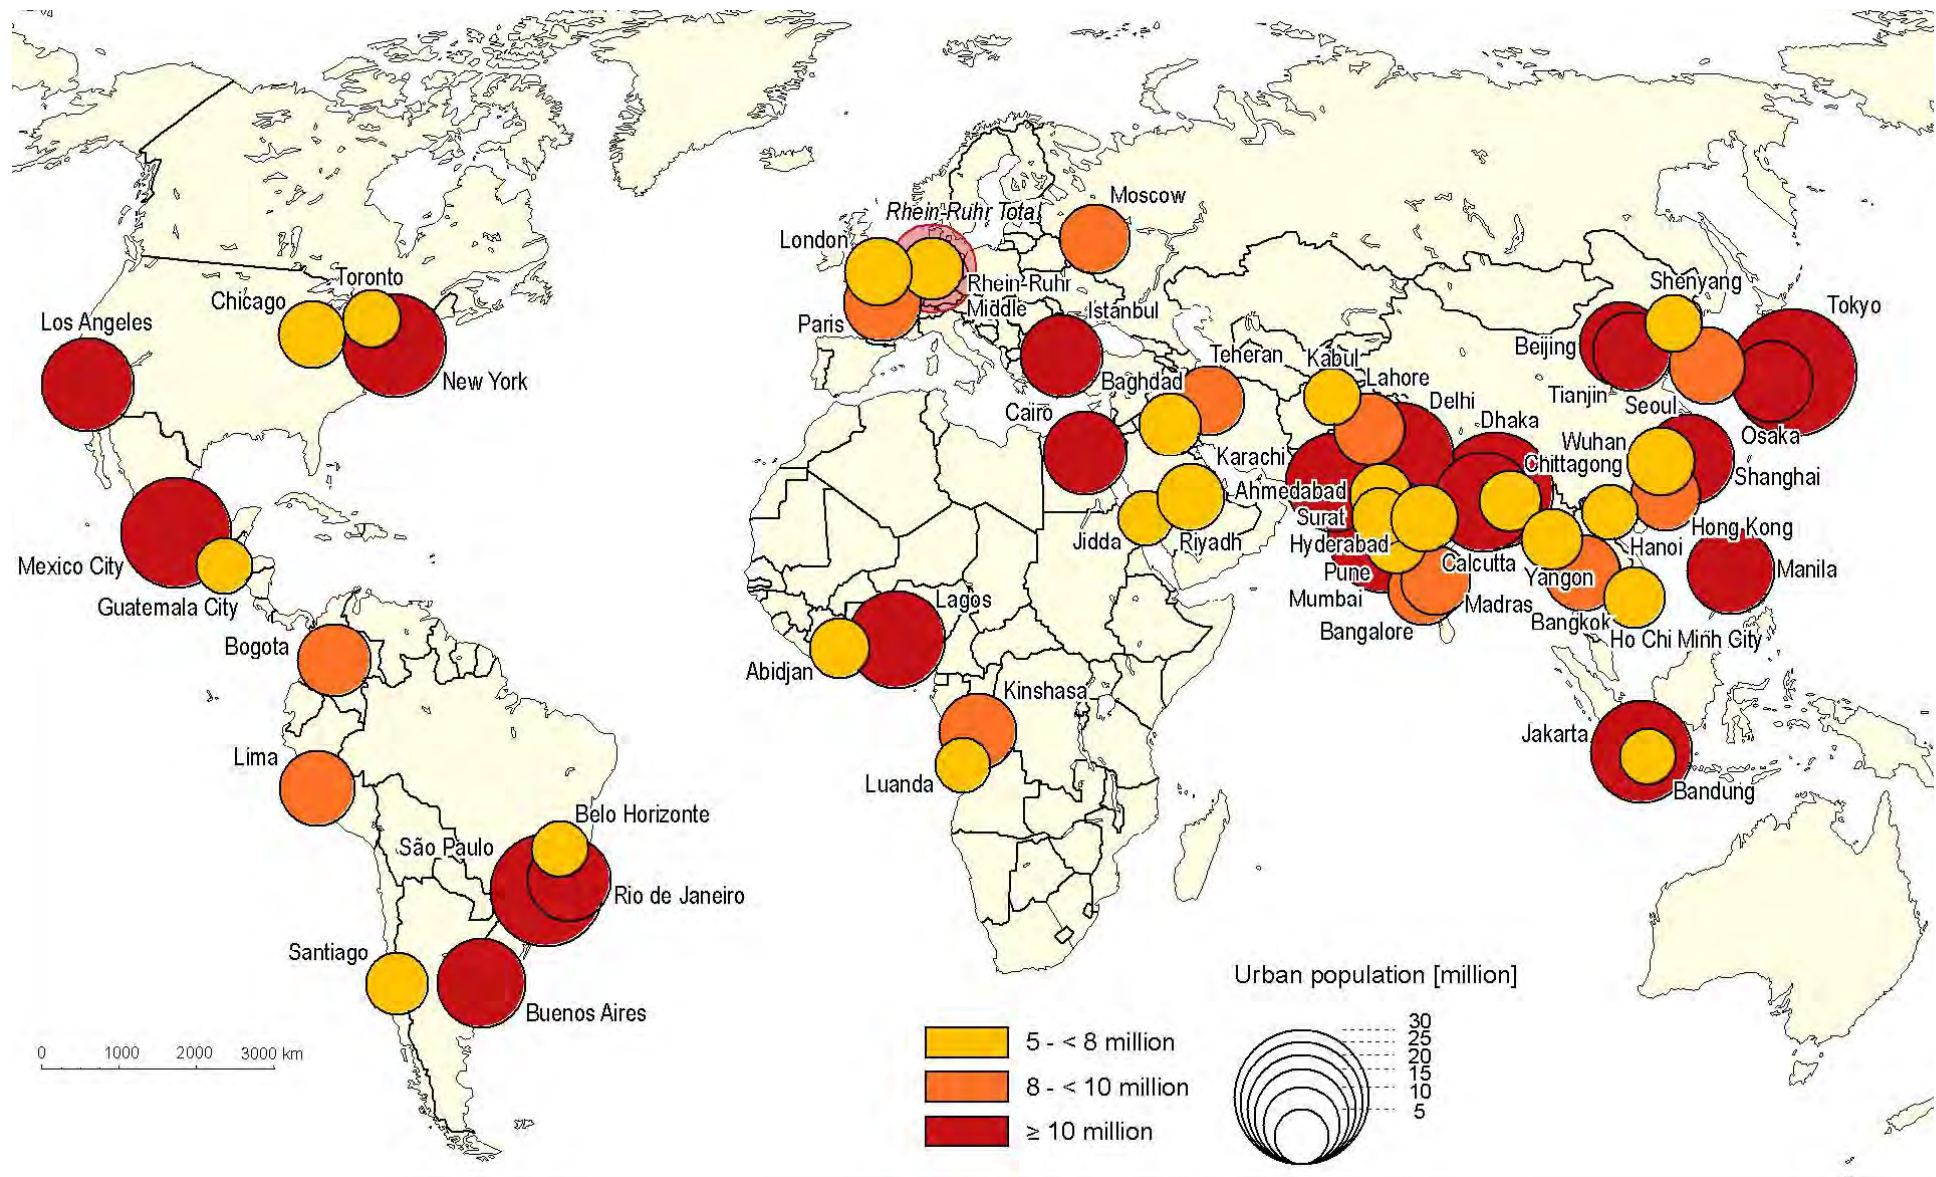 Moscow
Rhein-Ruhr Total
London
Toronto
Chicago
Rhein-Ruhr
Middle
Shenyang
Los Angeles
Paris
Istanbul
Tokyo
Beijing
New York
Teheran
Kabul
Lahore
Baghdad
Tianjin
Seoul
Cairo
Delhi
Dhaka
Osaka
Wuhan
Karachi
Chittagong
Shanghai
Ahmedabad
Surat
Hong Kong
Jidda
Riyadh
Hyderabad
Hanoi
Mexico City
Pune
Calcutta
Yangon
Manila
Guatemala City
Lagos
Mumbai
Madras
Bangkok
Bangalore
Ho Chi Minh City
Bogota
Abidjan
Kinshasa
Jakarta
Lima
Luanda
Bandung
Belo Horizonte
São Paulo
Rio de Janeiro
Santiago
Buenos Aires
Urban population [million]
30
25
20
15
10
5
5 - < 8 million
8 - < 10 million
≥ 10 million
0 1000 2000 3000 km